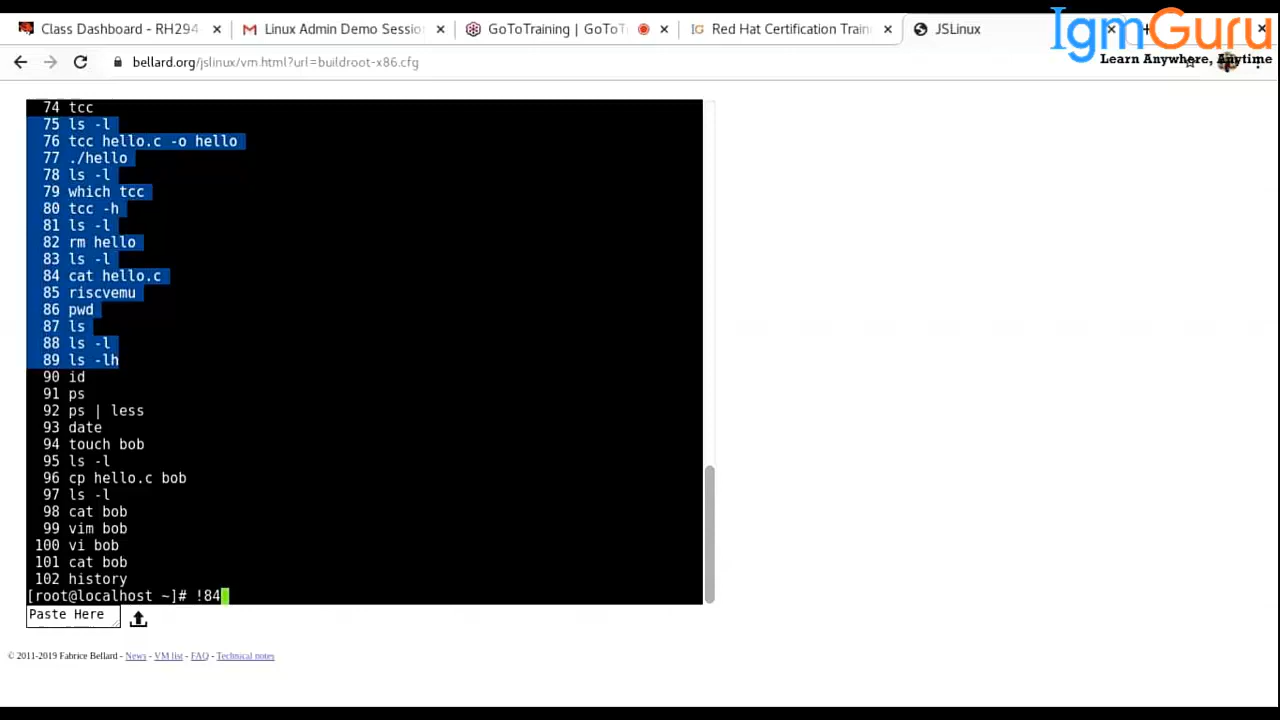 Class Dashboard - RH294
Linux Admin Demo Sessio
GoToTraining | GoToT
Red Hat Certification Train
JSLinux
IgmGuru
Learn Anywhere, Anytime
bellard.org/jslinux/vm.html?url=buildroot-x86.cfg
74 tcc
75 ls -l
76 tcc hello.c -o hello
77 ./hello
78 ls -l
79 which tcc
80 tcc -h
81 ls -l
82 rm hello
83 ls -l
84 cat hello.c
85 riscvemu
86 pwd
87 ls
88 ls -l
89 ls -lh
90 id
91 ps
92 ps | less
93 date
94 touch bob
95 ls -l
96 cp hello.c bob
97 ls -l
98 cat bob
99 vim bob
100 vi bob
101 cat bob
102 history
[root@localhost ~]# !84
Paste Here
© 2011-2019 Fabrice Bellard - News - VM list - FAQ - Technical notes